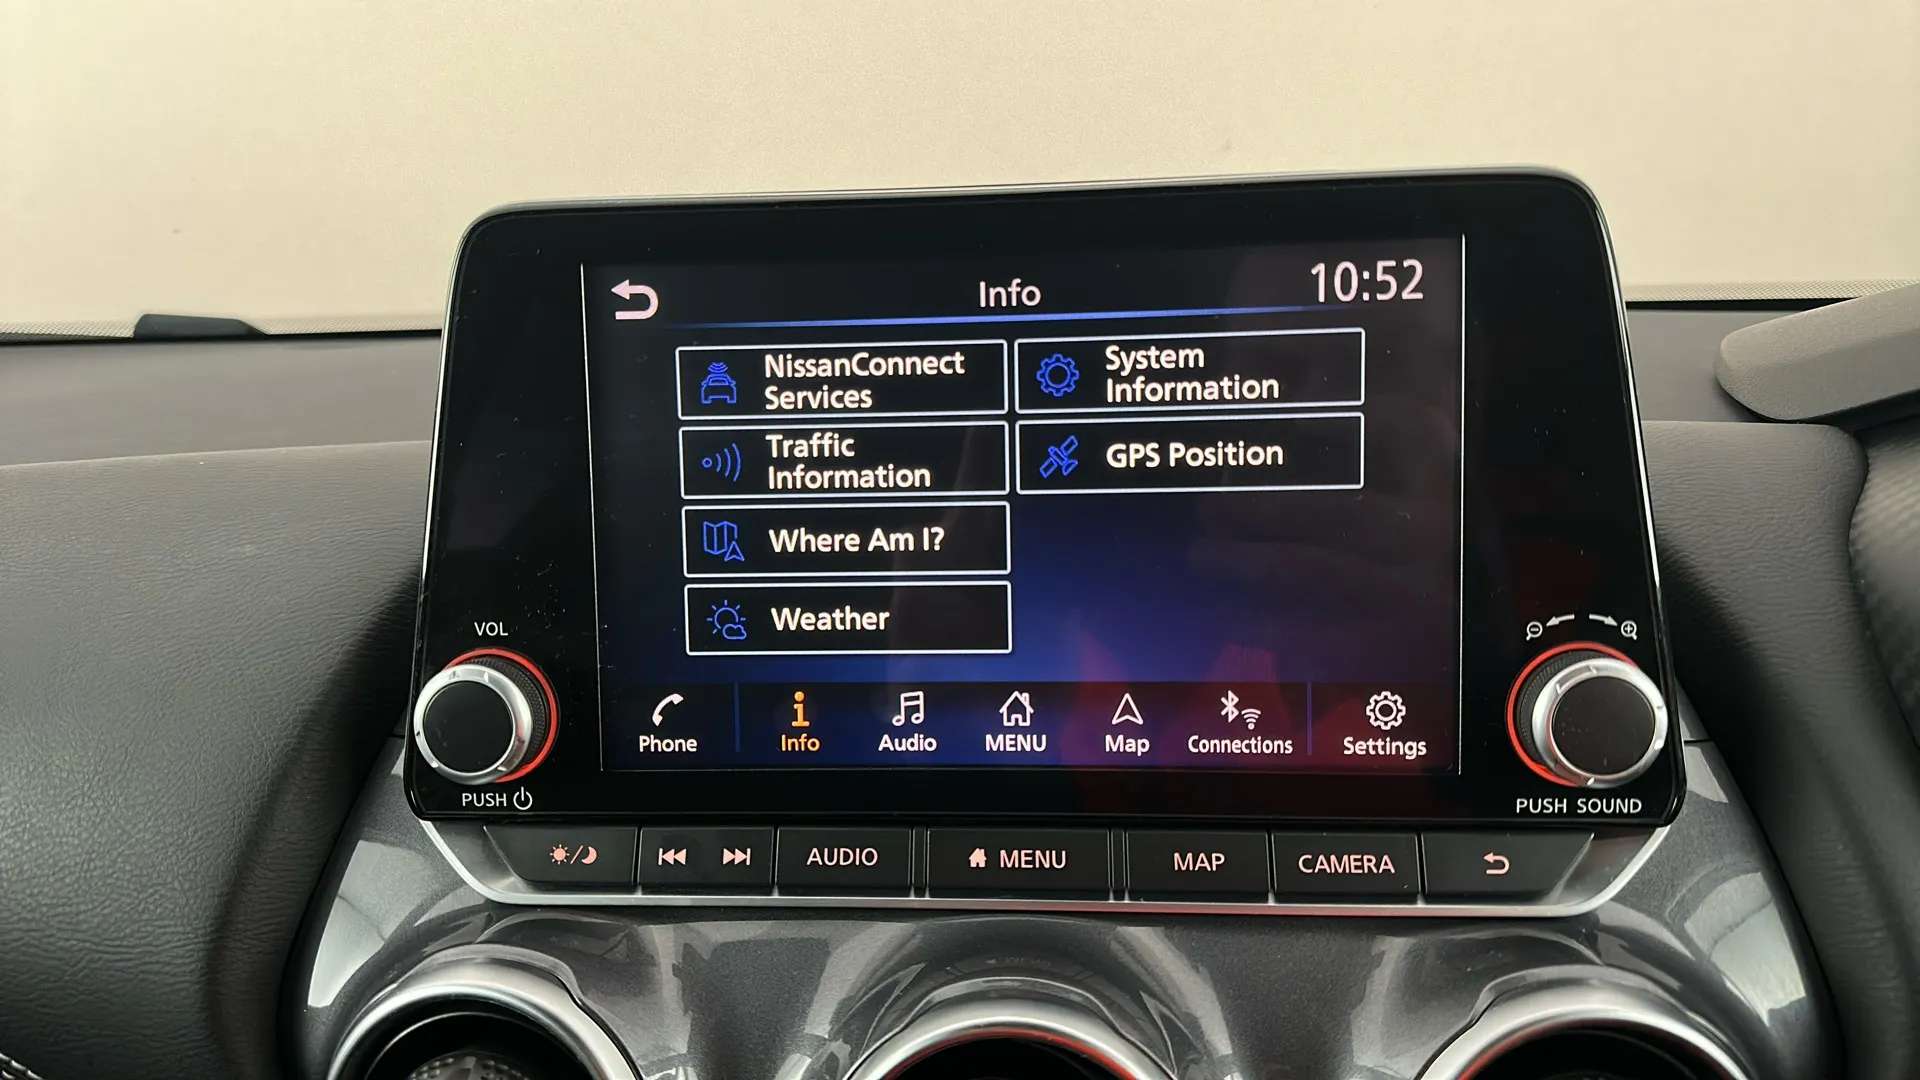 Info
10:52
NissanConnect
Services
System
Information
Traffic
Information
GPS Position
Where Am I?
Weather
VOL
PUSH
Phone
Info
Audio
MENU
Map
Connections
Settings
PUSH SOUND
AUDIO
MENU
MAP
CAMERA